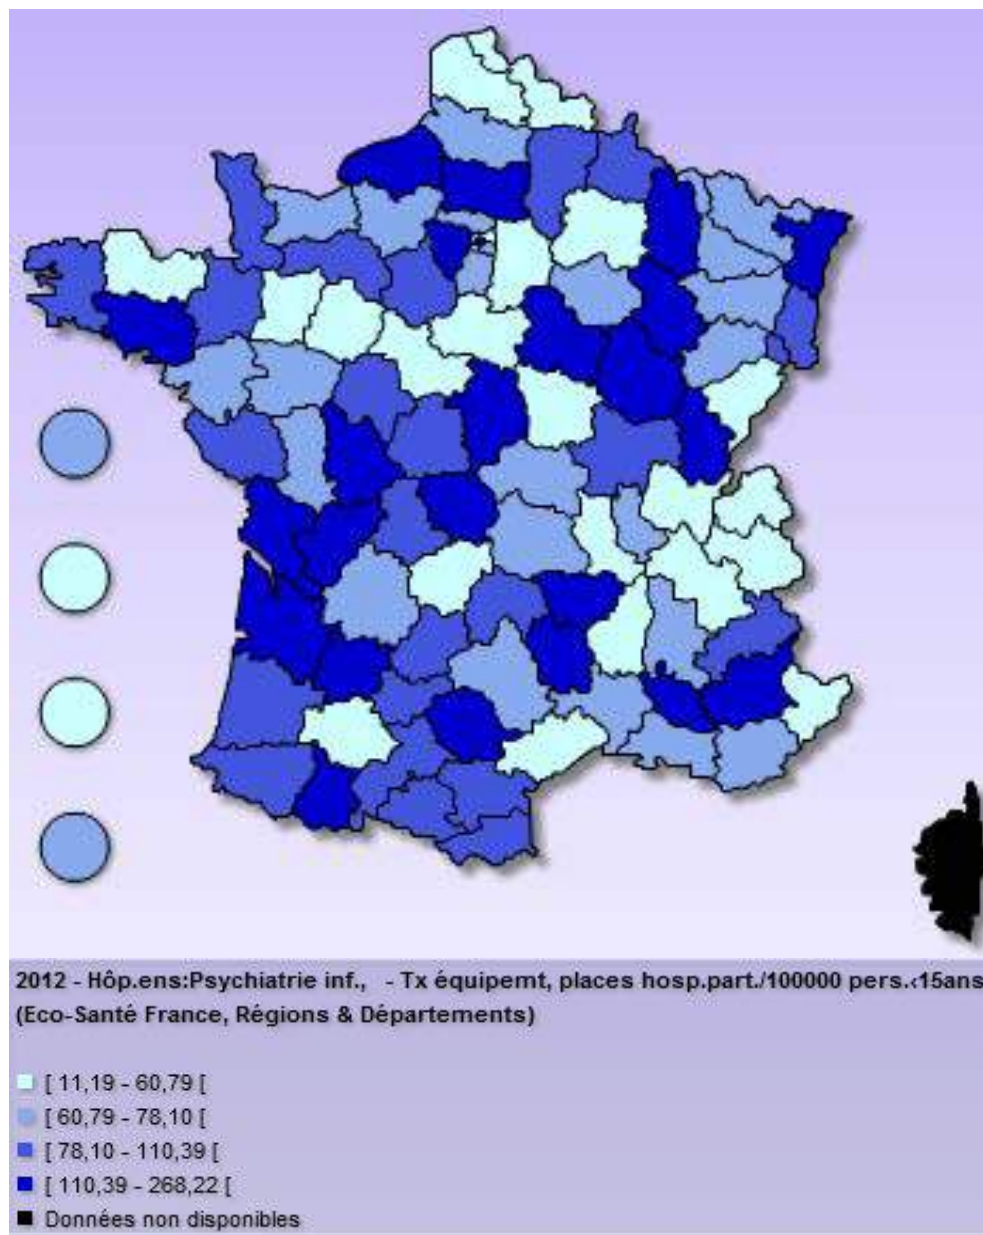 2012 - Hôp.ens:Psychiatrie inf., - Tx équipemt, places hosp.part./100000 pers.<15ans
(Eco-Santé France, Régions & Départements)
[ 11,19 - 60,79 [
[ 60,79 - 78,10 [
[ 78,10 - 110,39 [
[ 110,39 - 268,22 [
Données non disponibles